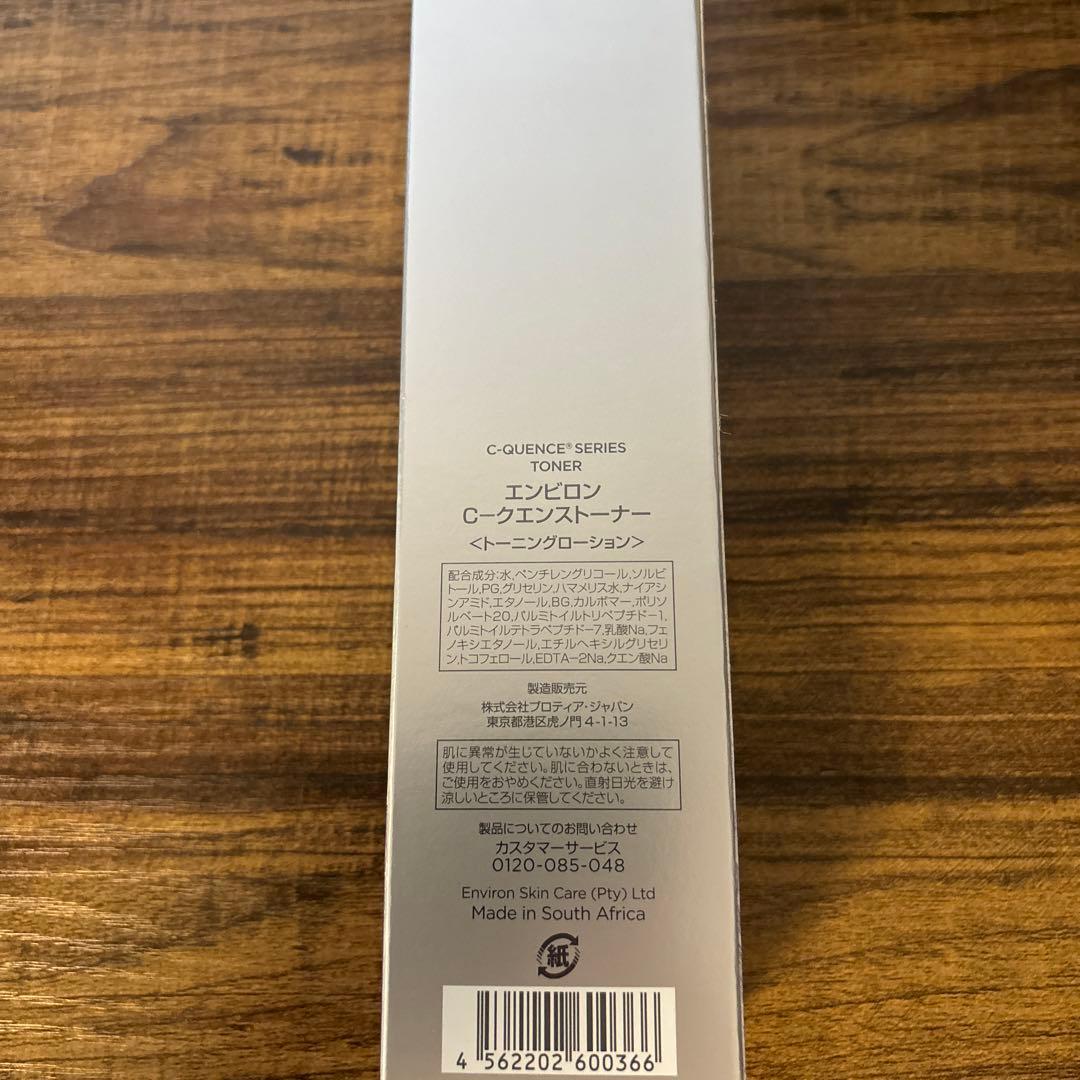 C-QUENCE® SERIES
TONER
エンビロン
C−クエンストーナー
＜トーニングローション＞
配合成分:水,ペンチレングリコール,ソルビ
トール,PG,グリセリン,ハマメリス水,ナイアシ
ンアミド,エタノール,BG,カルボマー,ポリソ
ルベート20,パルミトイルトリペプチド−1,
パルミトイルテトラペプチド−7,乳酸Na,フェ
ノキシエタノール,エチルヘキシルグリセリ
ン,トコフェロール,EDTA−2Na,クエン酸Na
製造販売元
株式会社プロティア・ジャパン
東京都港区虎ノ門 4-1-13
肌に異常が生じていないかよく注意して
使用してください。肌に合わないときは、
ご使用をおやめください。直射日光を避け
涼しいところに保管してください。
製品についてのお問い合わせ
カスタマーサービス
0120-085-048
Environ Skin Care (Pty) Ltd
Made in South Africa
紙
4 562202 600366